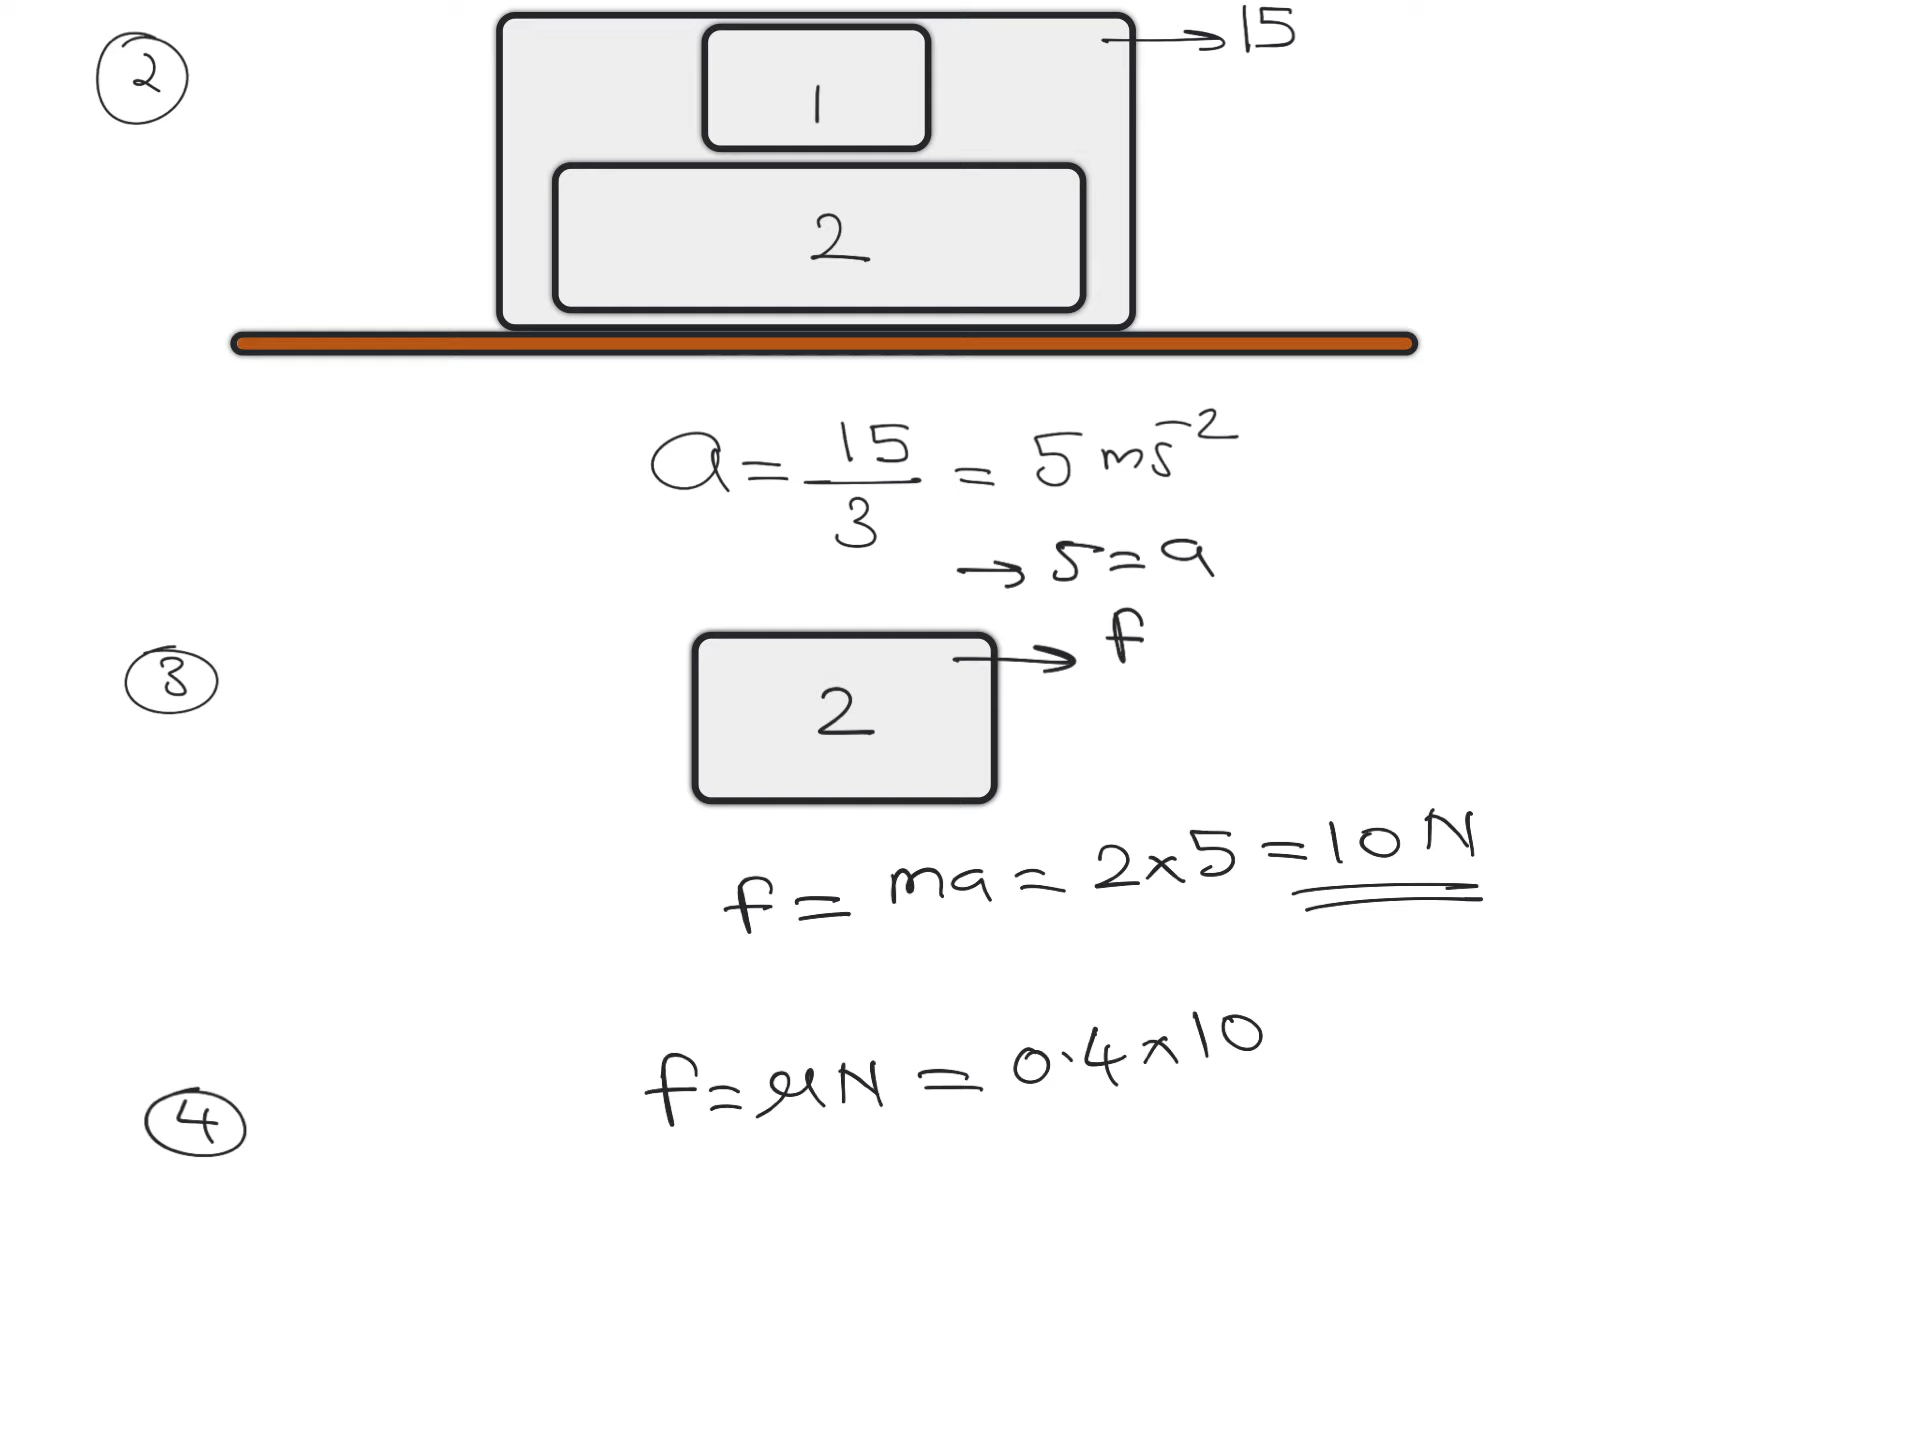 2
15
1
2
a = 15/3 = 5 ms⁻²
→ 5 = a
f
3
2
f = ma = 2×5 = 10 N
f = μN = 0.4×10
4